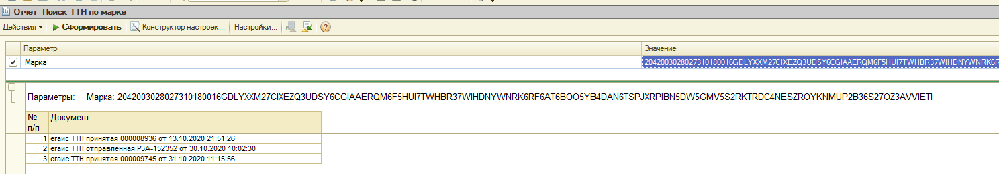 Отчет Поиск ТТН по марке
Действия Сформировать Конструктор настроек... Настройки...
Параметр Значение
Марка 2042003028027310180016GDLYXXM27CIXEZQ3UDSY6CGIAAERQM6F5HUI7TWHBR37WIHDNYWNRK6R
Параметры: Марка: 2042003028027310180016GDLYXXM27CIXEZQ3UDSY6CGIAAERQM6F5HUI7TWHBR37WIHDNYWNRK6RF6AT6BOO5YB4DAN6TSPJXRPIBN5DW5GMV5S2RKTRDC4NESZROYKNMUP2B36S27OZ3AVVIETI
№ Документ
п/п
1 егаис ТТН принятая 000008936 от 13.10.2020 21:51:26
2 егаис ТТН отправленная РЗА-152352 от 30.10.2020 10:02:30
3 егаис ТТН принятая 000009745 от 31.10.2020 11:15:56